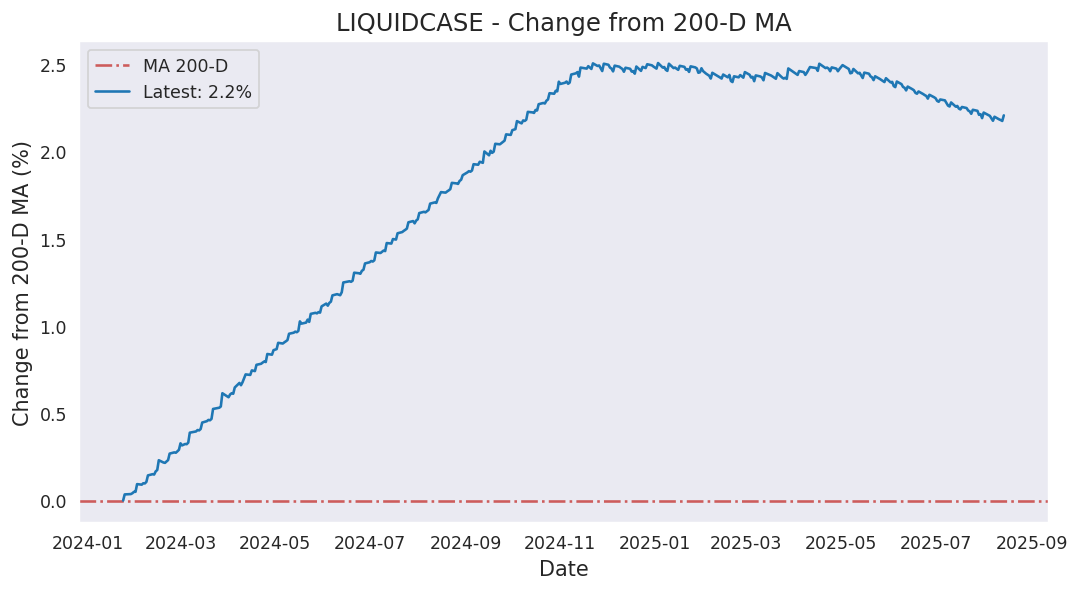 LIQUIDCASE - Change from 200-D MA
MA 200-D
Latest: 2.2%
Change from 200-D MA (%)
2.5
2.0
1.5
1.0
0.5
0.0
2024-01 2024-03 2024-05 2024-07 2024-09 2024-11 2025-01 2025-03 2025-05 2025-07 2025-09
Date